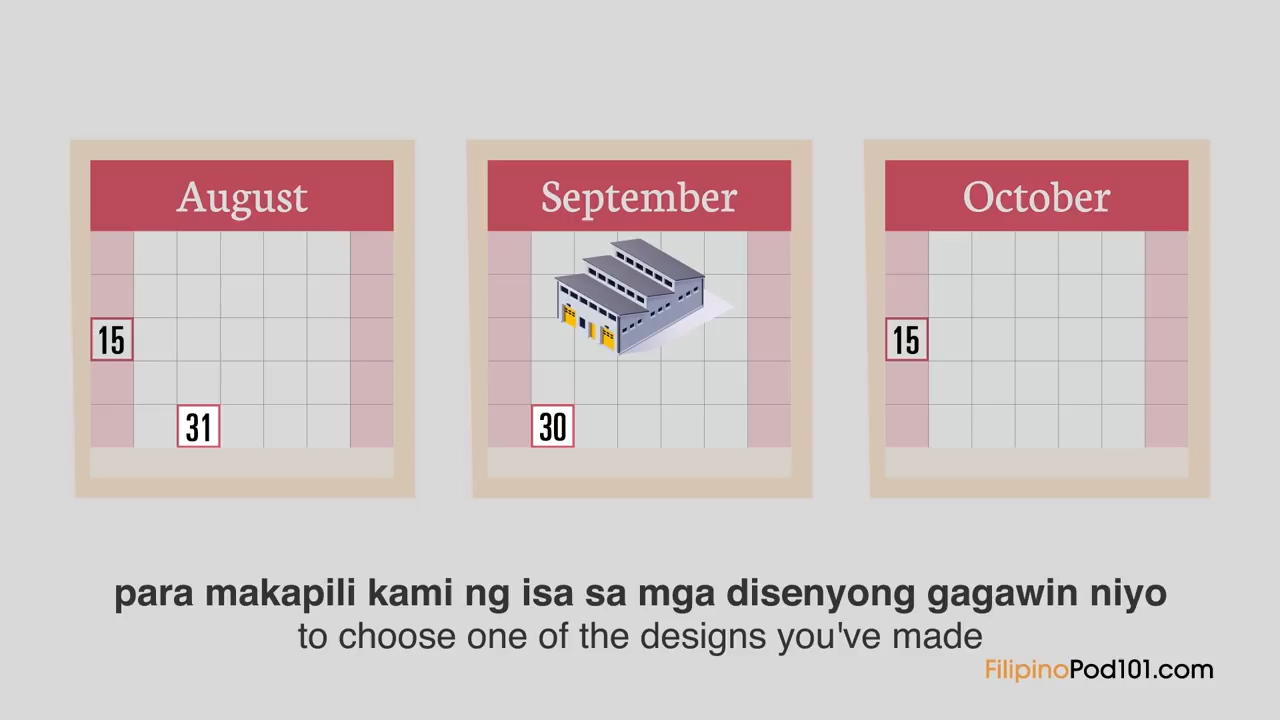 August
September
October
15
15
31
30
para makapili kami ng isa sa mga disenyong gagawin niyo
to choose one of the designs you've made
FilipinoPod101.com